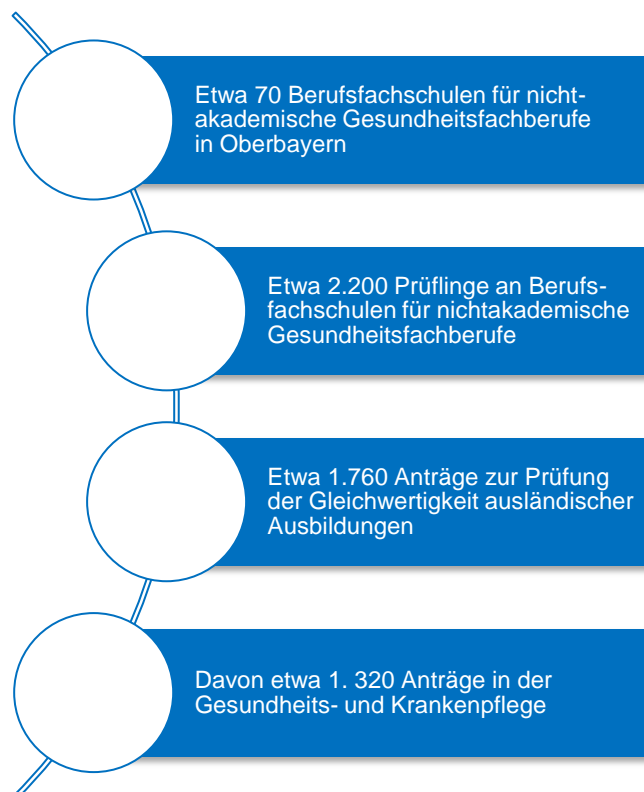 Etwa 70 Berufsfachschulen für nicht-
akademische Gesundheitsfachberufe
in Oberbayern
Etwa 2.200 Prüflinge an Berufs-
fachschulen für nichtakademische
Gesundheitsfachberufe
Etwa 1.760 Anträge zur Prüfung
der Gleichwertigkeit ausländischer
Ausbildungen
Davon etwa 1. 320 Anträge in der
Gesundheits- und Krankenpflege